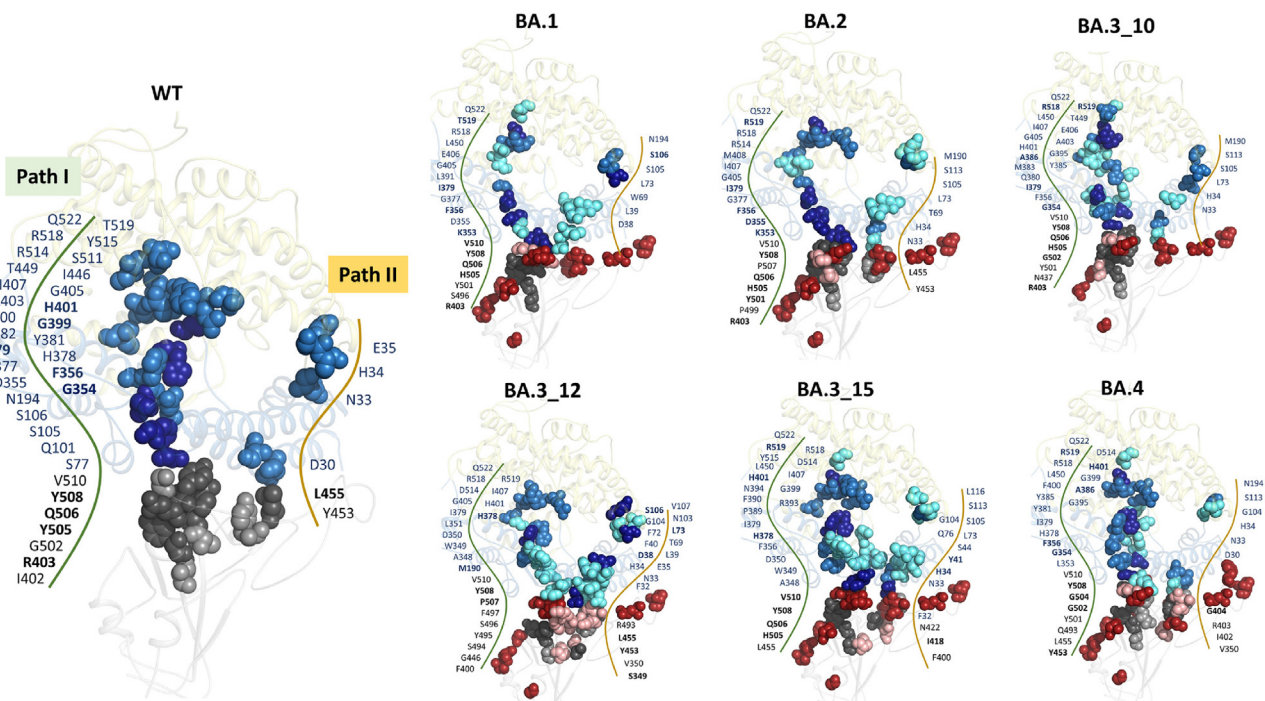 WT
Path I
Q522
T519
R518
Y515
R514
S511
T449
I446
G405
H401
G399
Y381
H378
F356
D355
G354
N194
S106
S105
Q101
S77
V510
Y508
Q506
Y505
G502
R403
I402
Path II
E35
H34
N33
D30
L455
Y453
BA.1
Q522
T519
R518
L450
E406
G405
L391
I379
G377
F356
D355
K353
V510
Y508
Q506
H505
Y501
S496
R403
N194
S106
S105
L73
W69
L39
D38
BA.2
Q522
R519
R518
R514
M408
I407
G405
I379
G377
F356
D355
K353
V510
Y508
P507
Q506
H505
Y501
P499
R403
M190
S113
S105
L73
T69
H34
N33
L455
Y453
BA.3_10
Q522
R518 R519
L450 T449
I407 E406
G405 A403
H401 G395
A386 Y385
M383
Q380
I379
F356
G354
V510
Y508
Q506
H505
G502
Y501
N437
R403
M190
S113
S105
L73
H34
N33
BA.3_12
Q522
R518 R519
D514 I407
G405 H401
I379 H378
L351
D350
W349
A348
M190
V510
Y508
P507
F497
S496
Y495
S494
G446
F400
V107
S106 N103
G104 L73
F72 T69
F40 L39
D38 E35
H34
N33
F32
R493
L455
Y453
V350
S349
BA.3_15
Q522
R519 R518
Y515 D514
L450 I407
H401 G399
N394 R393
F390
P389
I379
H378
F356
D350
W349
A348
V510
Y508
Q506
H505
L455
L116
S113
G104 S105
Q76 L73
S44
Y41
H34
N33
F32
N422
I418
F400
BA.4
Q522
R519 D514
R518 H401
L450 G399
F400 A386
Y385 G395
Y381
I379
H378
F356
G354
L353
V510
Y508
G504
G502
Y501
Q493
L455
Y453
N194
S113
G104
H34
N33
D30
G404
R403
I402
V350